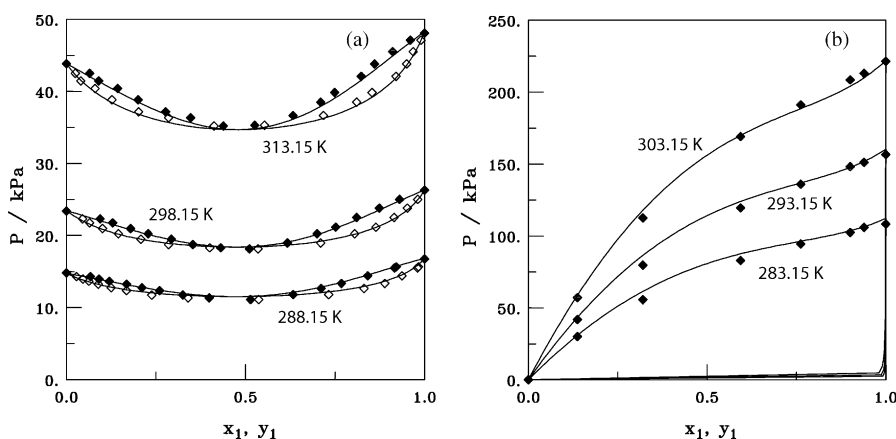 50.
(a)
40.
313.15 K
30.
P / kPa
298.15 K
20.
10.
288.15 K
0.
0.0
0.5
1.0
x1, y1
250.
(b)
200.
303.15 K
150.
P / kPa
293.15 K
100.
283.15 K
50.
0.
0.0
0.5
1.0
x1, y1